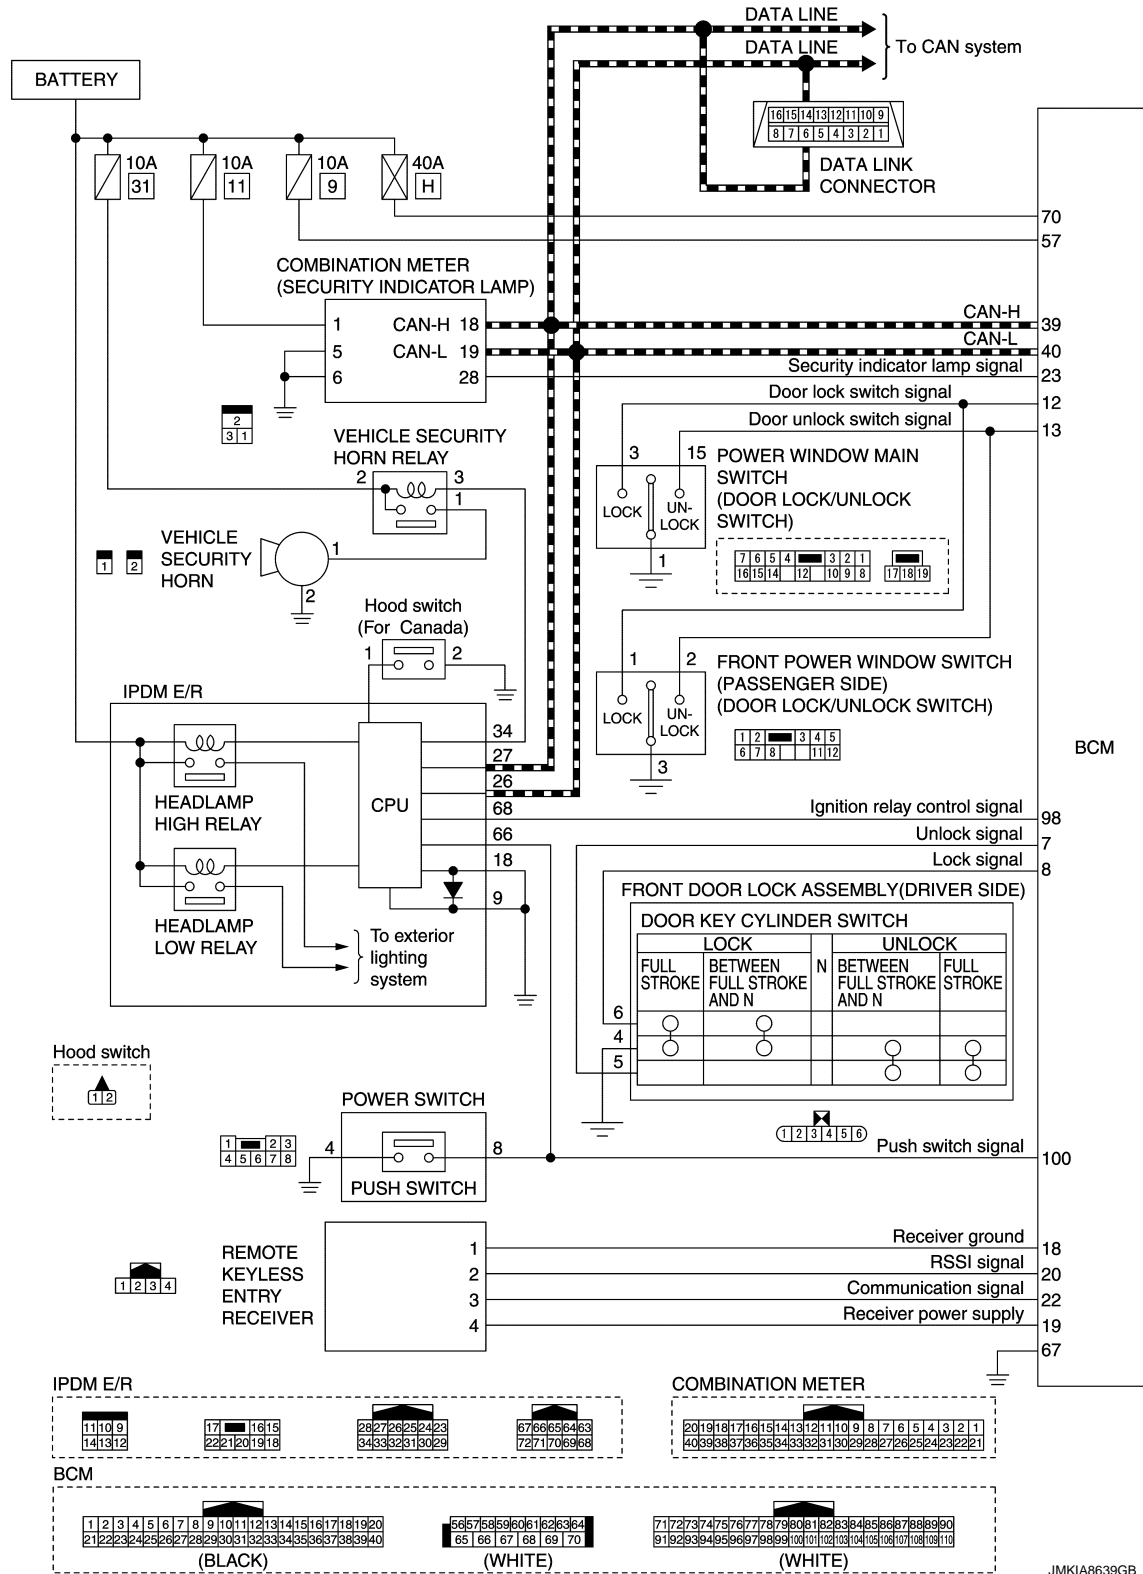 DATA LINE
DATA LINE
To CAN system
BATTERY
16 15 14 13 12 11 10 9
8 7 6 5 4 3 2 1
DATA LINK
CONNECTOR
10A 10A 10A 40A
31 11 9 H
70
57
COMBINATION METER
(SECURITY INDICATOR LAMP)
1 CAN-H 18 CAN-H 39
5 CAN-L 19 CAN-L 40
6 28 Security indicator lamp signal 23
Door lock switch signal 12
Door unlock switch signal 13
2
3 1
VEHICLE SECURITY
HORN RELAY
2 3
1
3 15
LOCK UN-
LOCK
1
POWER WINDOW MAIN
SWITCH
(DOOR LOCK/UNLOCK
SWITCH)
7 6 5 4 3 2 1
16 15 14 12 10 9 8 17 18 19
1 2
VEHICLE
SECURITY
HORN
1
2
Hood switch
(For Canada)
1 2
1 2
LOCK UN-
LOCK
3
FRONT POWER WINDOW SWITCH
(PASSENGER SIDE)
(DOOR LOCK/UNLOCK SWITCH)
1 2 3 4 5
6 7 8 11 12
BCM
IPDM E/R
34
27
26
CPU
68 Ignition relay control signal 98
66 Unlock signal 7
18 Lock signal 8
9
HEADLAMP
HIGH RELAY
HEADLAMP
LOW RELAY
To exterior
lighting
system
FRONT DOOR LOCK ASSEMBLY(DRIVER SIDE)
DOOR KEY CYLINDER SWITCH
LOCK N UNLOCK
FULL
STROKE
BETWEEN
FULL STROKE
AND N
BETWEEN
FULL STROKE
AND N
FULL
STROKE
6
4
5
1 2 3 4 5 6
Hood switch
1 2
POWER SWITCH
4 8
PUSH SWITCH
1 2 3
4 5 6 7 8
Push switch signal 100
REMOTE
KEYLESS
ENTRY
RECEIVER
1 2 3 4
1 Receiver ground 18
2 RSSI signal 20
3 Communication signal 22
4 Receiver power supply 19
67
IPDM E/R
11 10 9
14 13 12
17 16 15
22 21 20 19 18
28 27 26 25 24 23
34 33 32 31 30 29
67 66 65 64 63
72 71 70 69 68
COMBINATION METER
20 19 18 17 16 15 14 13 12 11 10 9 8 7 6 5 4 3 2 1
40 39 38 37 36 35 34 33 32 31 30 29 28 27 26 25 24 23 22 21
BCM
1 2 3 4 5 6 7 8 9 10 11 12 13 14 15 16 17 18 19 20
21 22 23 24 25 26 27 28 29 30 31 32 33 34 35 36 37 38 39 40
(BLACK)
56 57 58 59 60 61 62 63 64
65 66 67 68 69 70
(WHITE)
71 72 73 74 75 76 77 78 79 80 81 82 83 84 85 86 87 88 89 90
91 92 93 94 95 96 97 98 99 100 101 102 103 104 105 106 107 108 109 110
(WHITE)
JMKIA8639GB